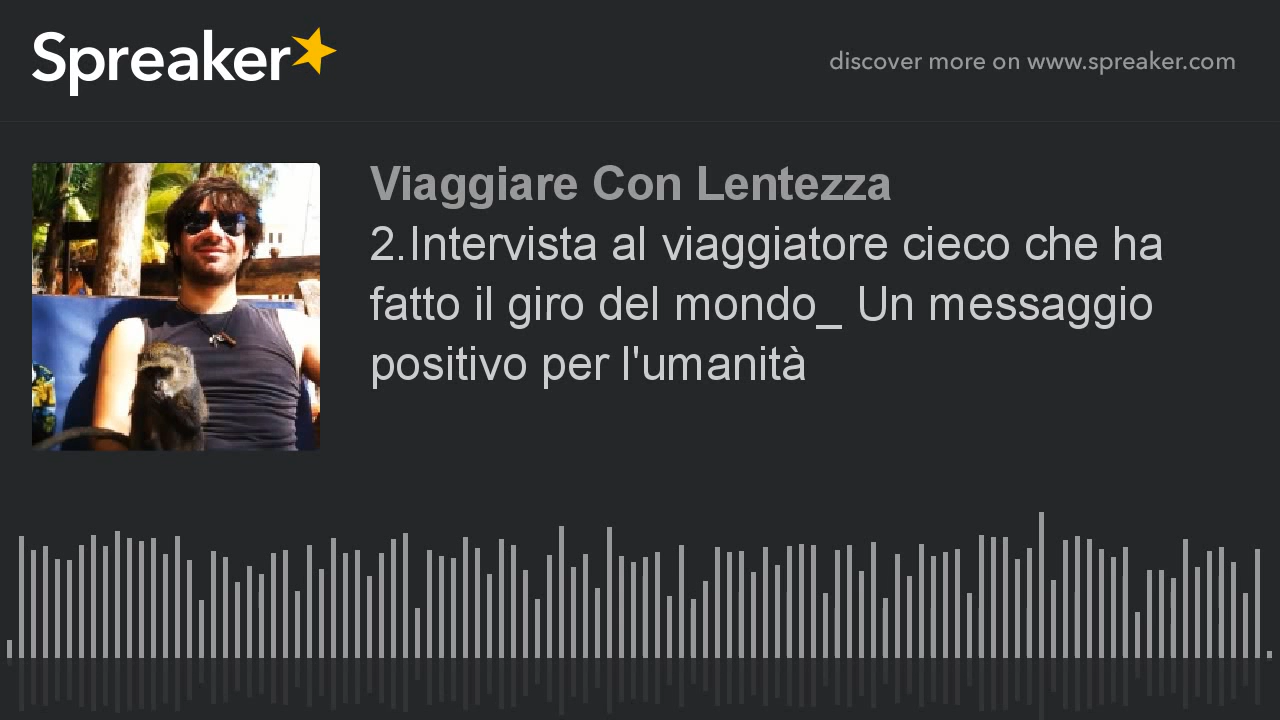 Spreaker
discover more on www.spreaker.com
Viaggiare Con Lentezza
2.Intervista al viaggiatore cieco che ha
fatto il giro del mondo_ Un messaggio
positivo per l'umanità